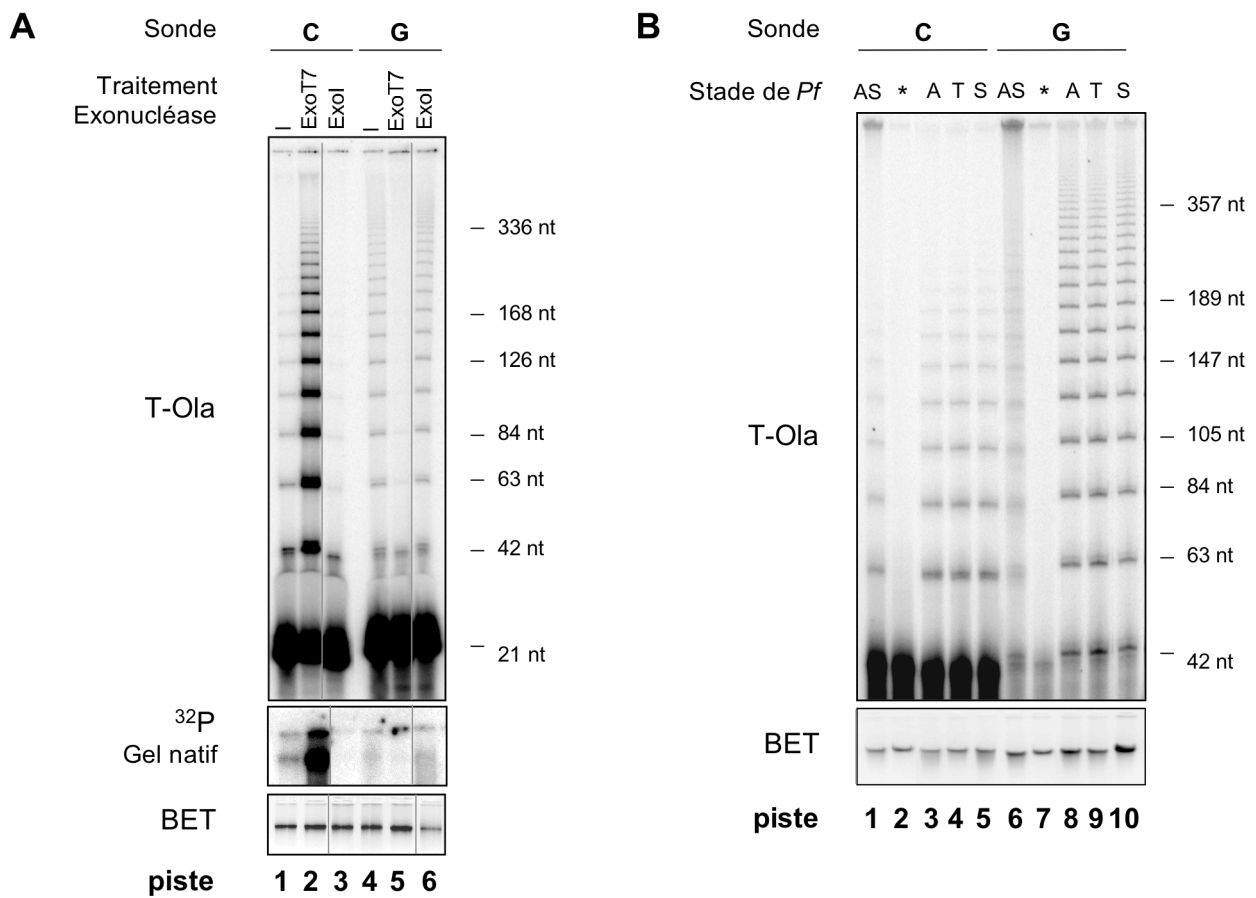 A
Sonde
C G
Traitement
Exonucléase
I ExoT7 ExoI I ExoT7 ExoI
336 nt
168 nt
126 nt
T-Ola
84 nt
63 nt
42 nt
21 nt
32P
Gel natif
BET
piste 1 2 3 4 5 6
B
Sonde
C G
Stade de Pf AS * A T S AS * A T S
357 nt
189 nt
147 nt
T-Ola
105 nt
84 nt
63 nt
42 nt
BET
piste 1 2 3 4 5 6 7 8 9 10